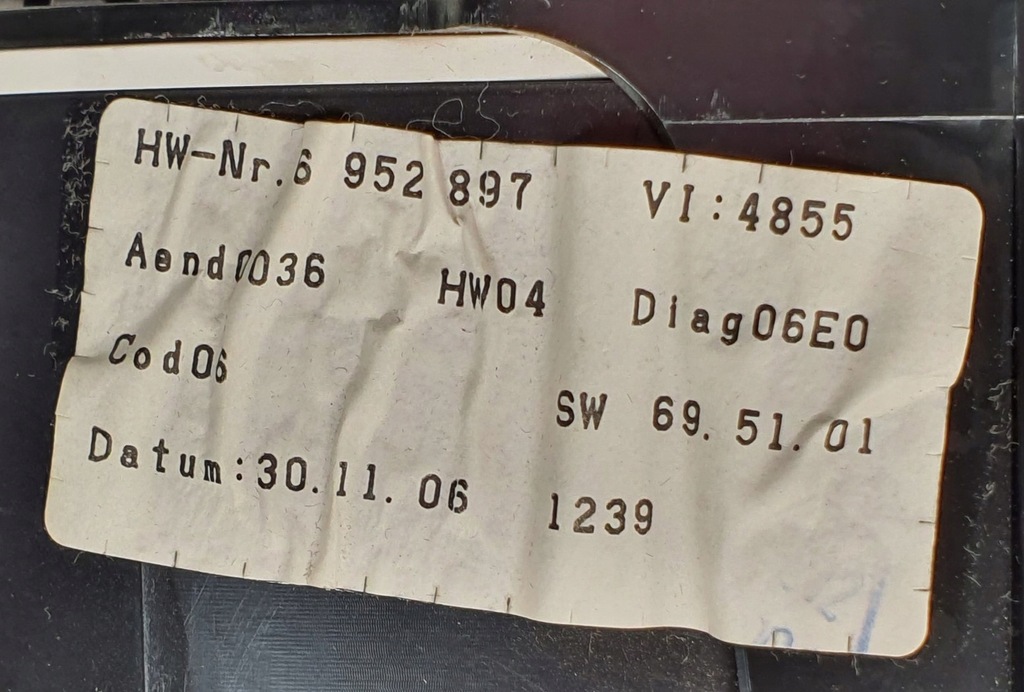 HW-Nr.6 952 897 VI:4855
Aend0036 HW04 Diag06E0
Cod06 SW 69.51.01
Datum:30.11.06 1239